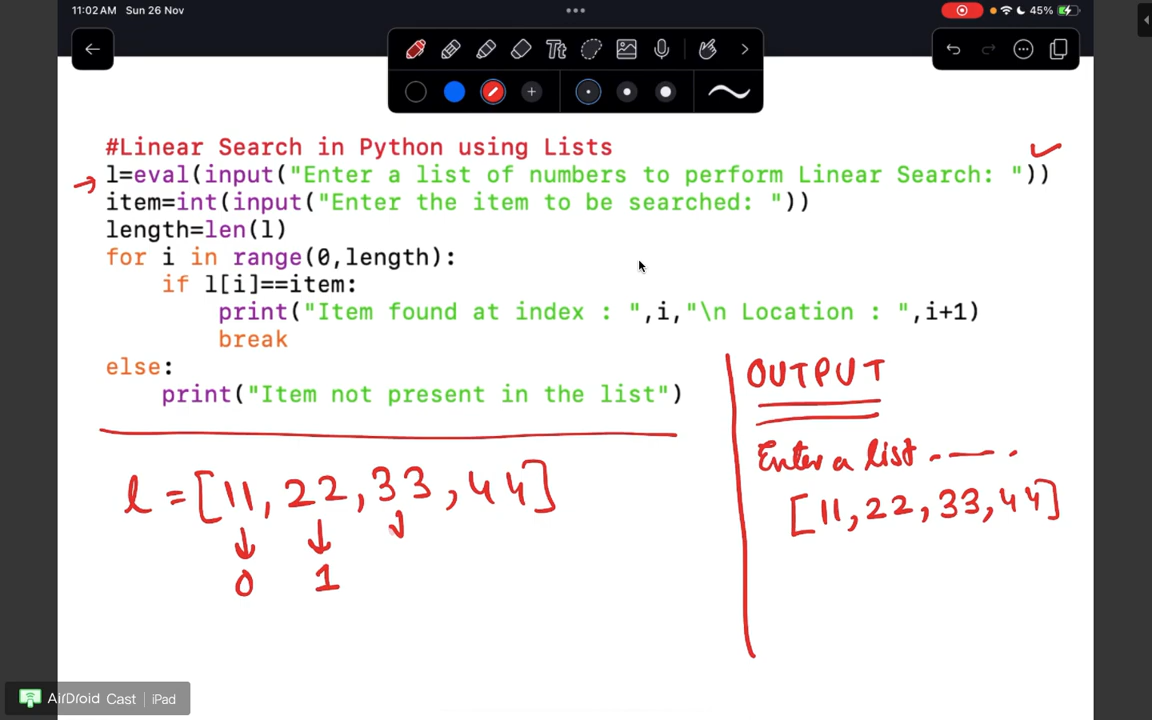 11:02 AM Sun 26 Nov
45%
Tt
#Linear Search in Python using Lists
l=eval(input("Enter a list of numbers to perform Linear Search: "))
item=int(input("Enter the item to be searched: "))
length=len(l)
for i in range(0,length):
if l[i]==item:
print("Item found at index : ",i,"\n Location : ",i+1)
break
else:
print("Item not present in the list")
l = [11, 22, 33, 44]
0 1
OUTPUT
Enter a list
[11, 22, 33, 44]
AirDroid Cast | iPad